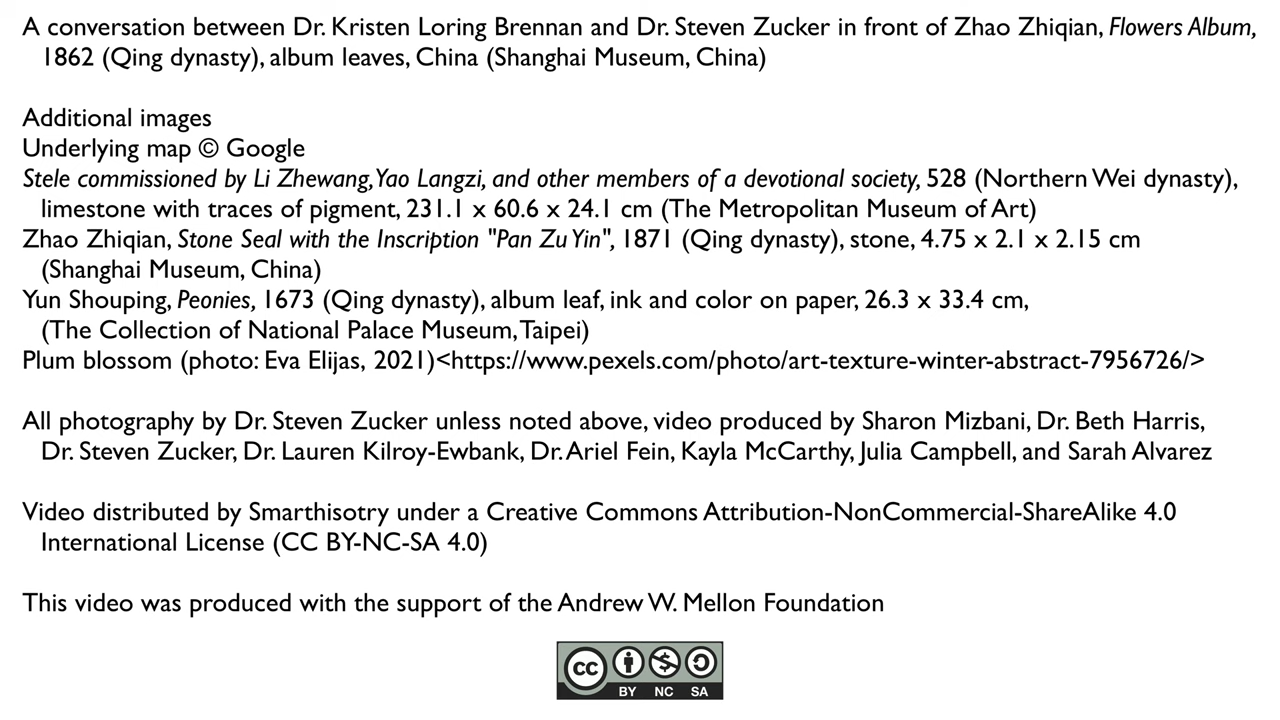 A conversation between Dr. Kristen Loring Brennan and Dr. Steven Zucker in front of Zhao Zhiqian, Flowers Album,
1862 (Qing dynasty), album leaves, China (Shanghai Museum, China)
Additional images
Underlying map © Google
Stele commissioned by Li Zhewang, Yao Langzi, and other members of a devotional society, 528 (Northern Wei dynasty),
limestone with traces of pigment, 231.1 x 60.6 x 24.1 cm (The Metropolitan Museum of Art)
Zhao Zhiqian, Stone Seal with the Inscription "Pan Zu Yin", 1871 (Qing dynasty), stone, 4.75 x 2.1 x 2.15 cm
(Shanghai Museum, China)
Yun Shouping, Peonies, 1673 (Qing dynasty), album leaf, ink and color on paper, 26.3 x 33.4 cm,
(The Collection of National Palace Museum, Taipei)
Plum blossom (photo: Eva Elijas, 2021)<https://www.pexels.com/photo/art-texture-winter-abstract-7956726/>
All photography by Dr. Steven Zucker unless noted above, video produced by Sharon Mizbani, Dr. Beth Harris,
Dr. Steven Zucker, Dr. Lauren Kilroy-Ewbank, Dr. Ariel Fein, Kayla McCarthy, Julia Campbell, and Sarah Alvarez
Video distributed by Smarthisotry under a Creative Commons Attribution-NonCommercial-ShareAlike 4.0
International License (CC BY-NC-SA 4.0)
This video was produced with the support of the Andrew W. Mellon Foundation
cc
BY NC SA